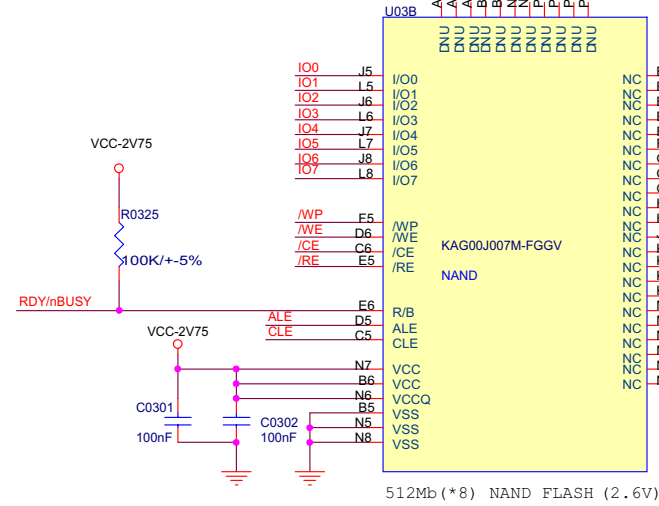 U03B
DNU DNU DNU DNU DNU DNU DNU DNU DNU DNU DNU
IO0 J5 I/O0 NC
IO1 L5 I/O1 NC
IO2 J6 I/O2 NC
IO3 L6 I/O3 NC
IO4 J7 I/O4 NC
IO5 L7 I/O5 NC
IO6 J8 I/O6 NC
IO7 L8 I/O7 NC
NC
NC
/WP F5 /WP NC
/WE D6 /WE NC
/CE C6 /CE NC
/RE E5 /RE NC
NC
NC
RDY/nBUSY E6 R/B NC
ALE D5 ALE NC
CLE C5 CLE NC
NC
N7 VCC NC
B6 VCC NC
N6 VCCQ
B5 VSS
N5 VSS
N8 VSS
KAG00J007M-FGGV
NAND
VCC-2V75
R0325
100K/+-5%
VCC-2V75
C0301
100nF
C0302
100nF
512Mb(*8) NAND FLASH (2.6V)